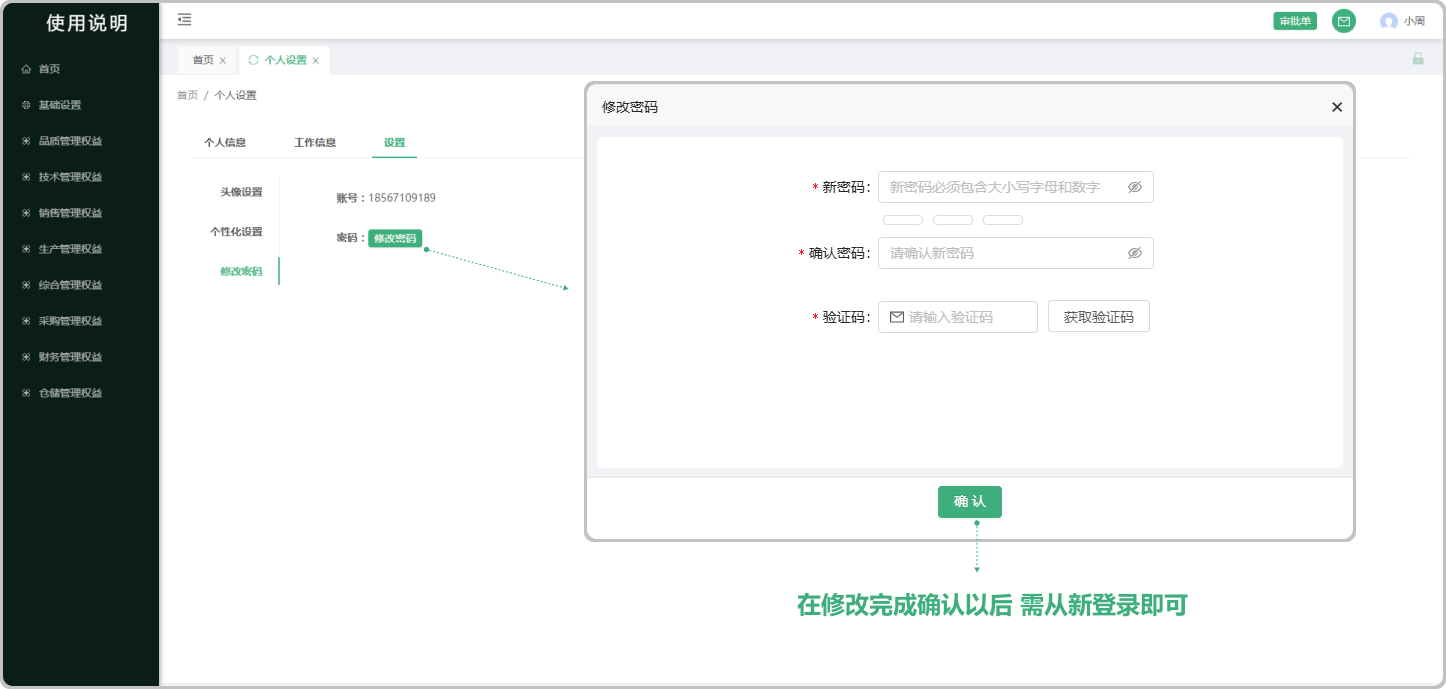 使用说明
首页
基础设置
品质管理权益
技术管理权益
销售管理权益
生产管理权益
综合管理权益
采购管理权益
财务管理权益
仓储管理权益
审批单
小周
首页
个人设置
首页 / 个人设置
个人信息
工作信息
设置
头像设置
个性化设置
修改密码
账号：18567109189
密码：修改密码
修改密码
* 新密码：
新密码必须包含大小写字母和数字
* 确认密码：
请确认新密码
* 验证码：
请输入验证码
获取验证码
确 认
在修改完成确认以后 需从新登录即可